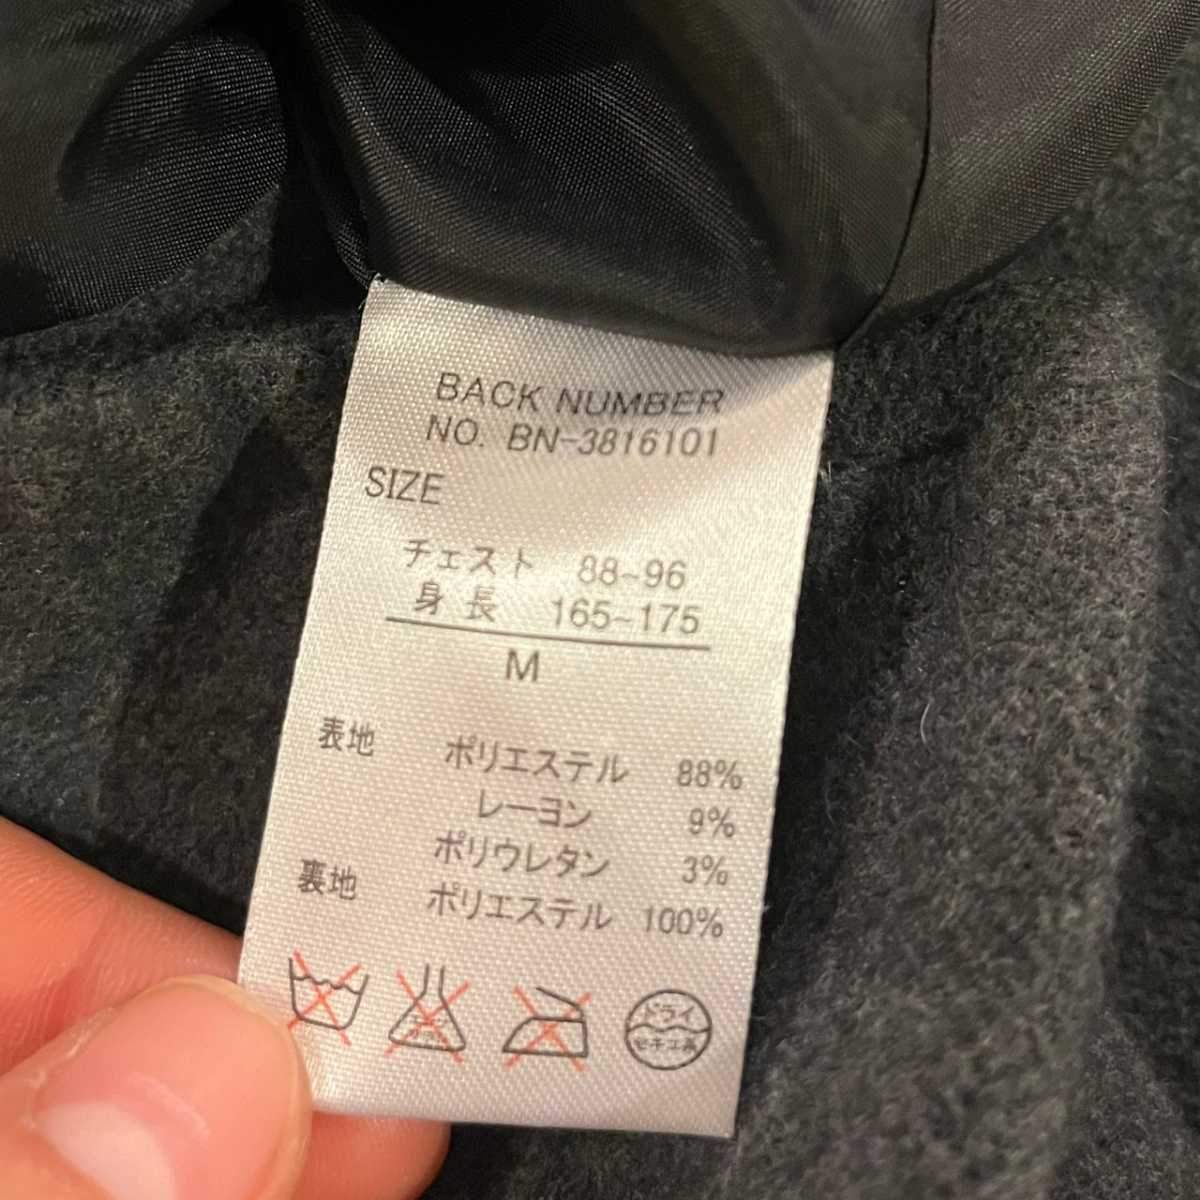 BACK NUMBER
NO. BN-3816101
SIZE
チェスト 88~96
身長 165~175
M
表地 ポリエステル 88%
レーヨン 9%
ポリウレタン 3%
裏地 ポリエステル 100%
ドライ
セキユ系